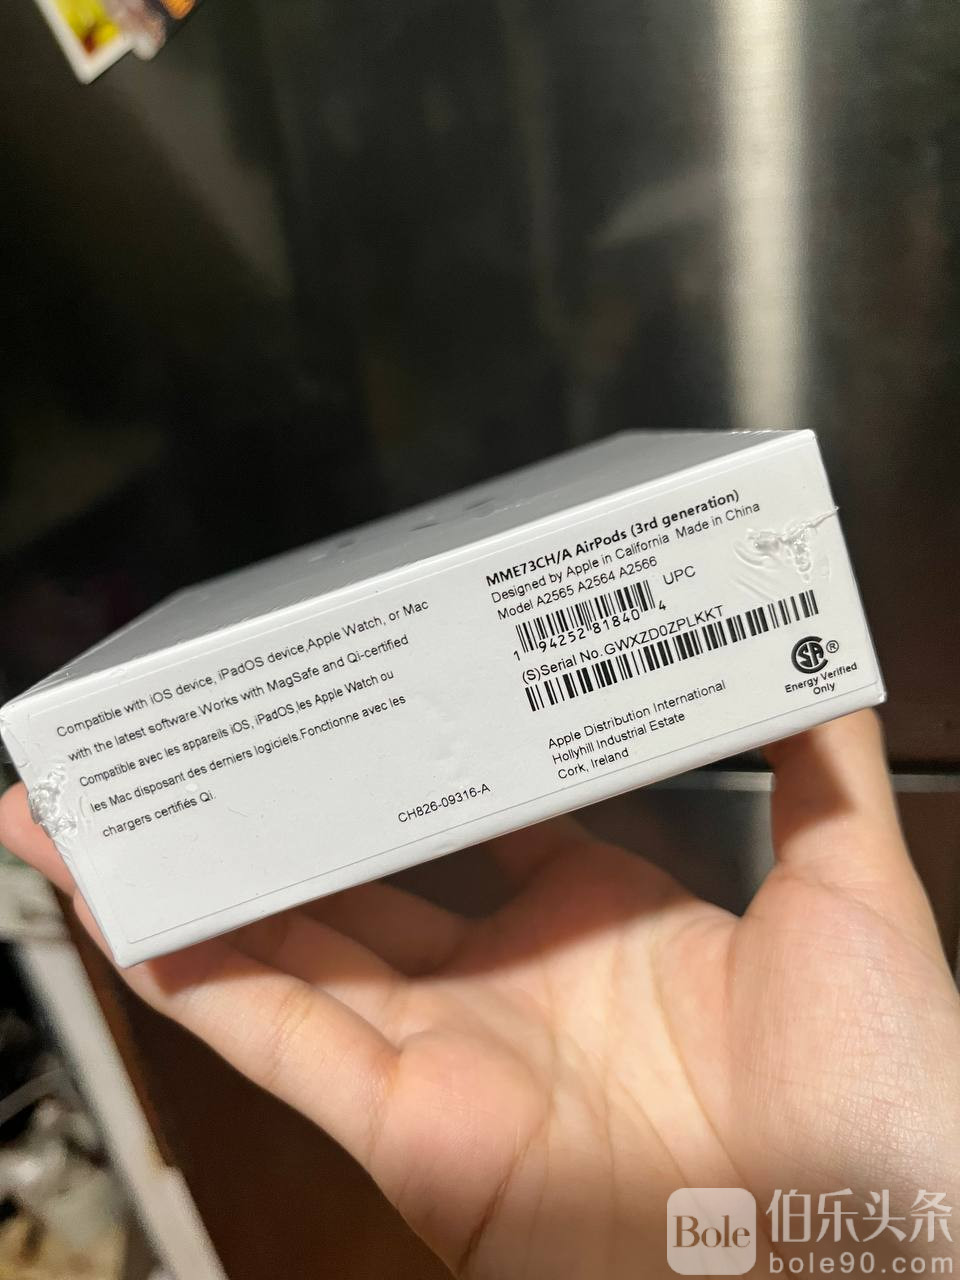 Compatible with iOS device, iPadOS device,Apple Watch, or Mac
with the latest software.Works with MagSafe and Qi-certified
Compatible avec les appareils iOS, iPadOS,les Apple Watch ou
les Mac disposant des derniers logiciels.Fonctionne avec les
chargers certifiés Qi.
CH826-09316-A
MME73CH/A AirPods (3rd generation)
Designed by Apple in California Made in China
Model A2565 A2564 A2566
UPC
1 94252 81840 4
(S)Serial No.GWXZD0ZPLKKT
SA ®
Energy Verified
Only
Apple Distribution International
Hollyhill Industrial Estate
Cork, Ireland
Bole 伯乐头条
bole90.com